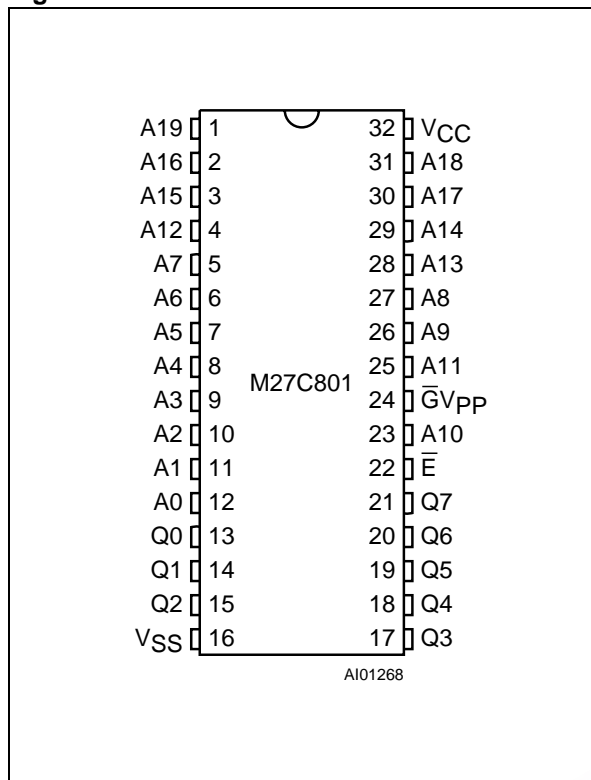 A19 1 32 VCC
A16 2 31 A18
A15 3 30 A17
A12 4 29 A14
A7 5 28 A13
A6 6 27 A8
A5 7 26 A9
A4 8 25 A11
M27C801
A3 9 24 G̅VPP
A2 10 23 A10
A1 11 22 E̅
A0 12 21 Q7
Q0 13 20 Q6
Q1 14 19 Q5
Q2 15 18 Q4
VSS 16 17 Q3
AI01268